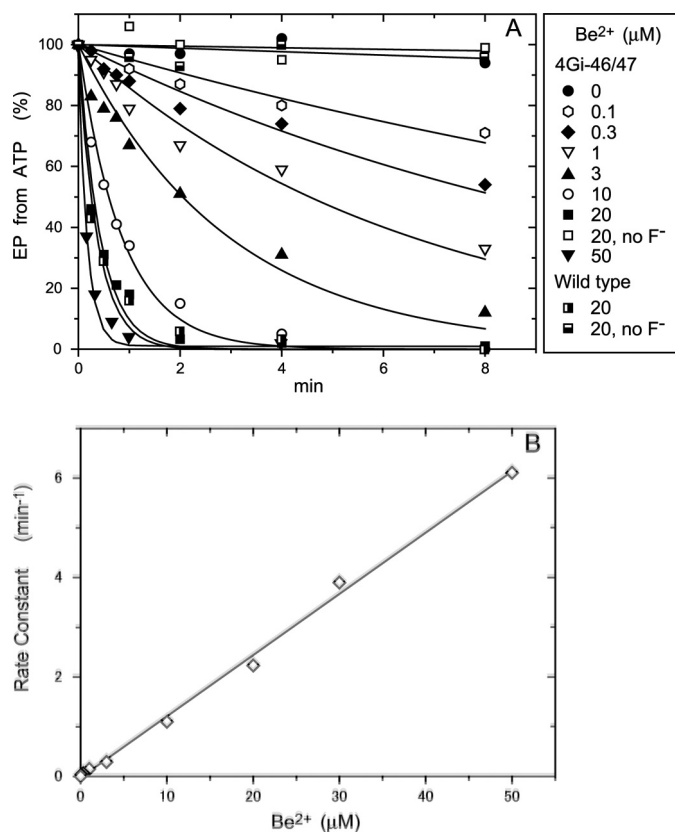 A
100
80
60
40
20
0
EP from ATP (%)
0
2
4
6
8
min
Be2+ (μM)
4Gi-46/47
0
0.1
0.3
1
3
10
20
20, no F-
50
Wild type
20
20, no F-
B
6
4
2
0
Rate Constant (min-1)
0
10
20
30
40
50
Be2+ (μM)